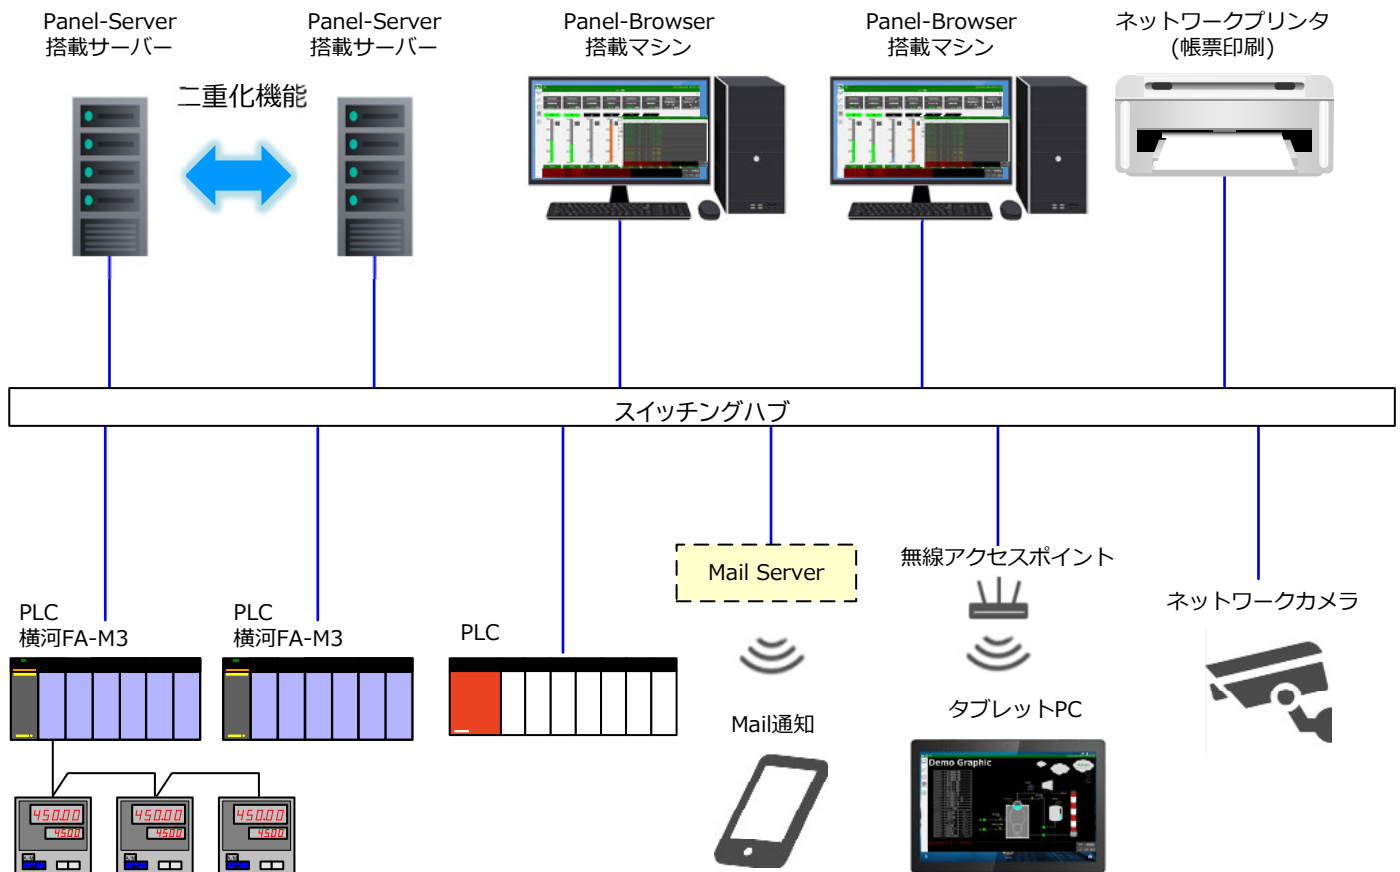 Panel-Server
搭載サーバー
Panel-Server
搭載サーバー
Panel-Browser
搭載マシン
Panel-Browser
搭載マシン
ネットワークプリンタ
(帳票印刷)
二重化機能
スイッチングハブ
Mail Server
無線アクセスポイント
ネットワークカメラ
PLC
横河FA-M3
PLC
横河FA-M3
PLC
Mail通知
タブレットPC
Demo Graphic
450.00
4500
450.00
4500
450.00
4500